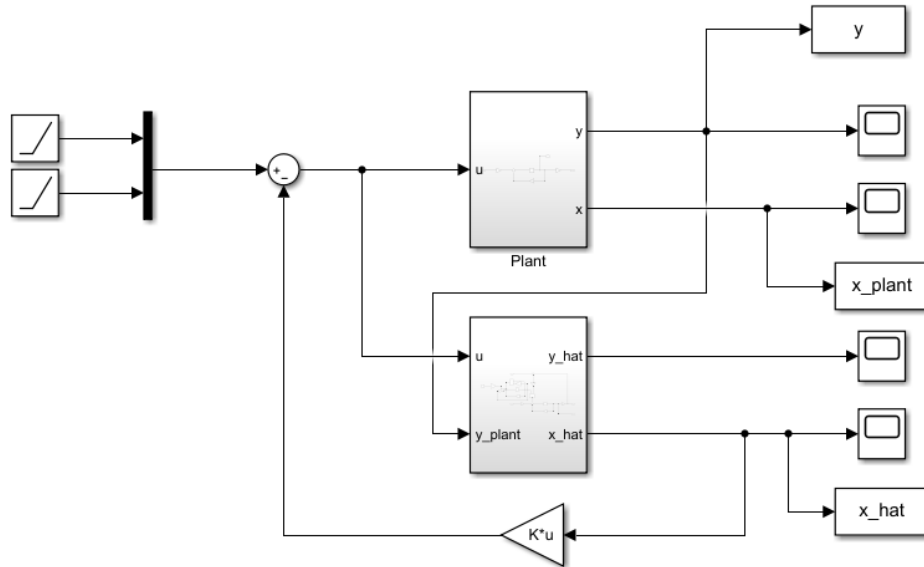 y
y
u
x
Plant
x_plant
u
y_hat
y_plant
x_hat
x_hat
K*u